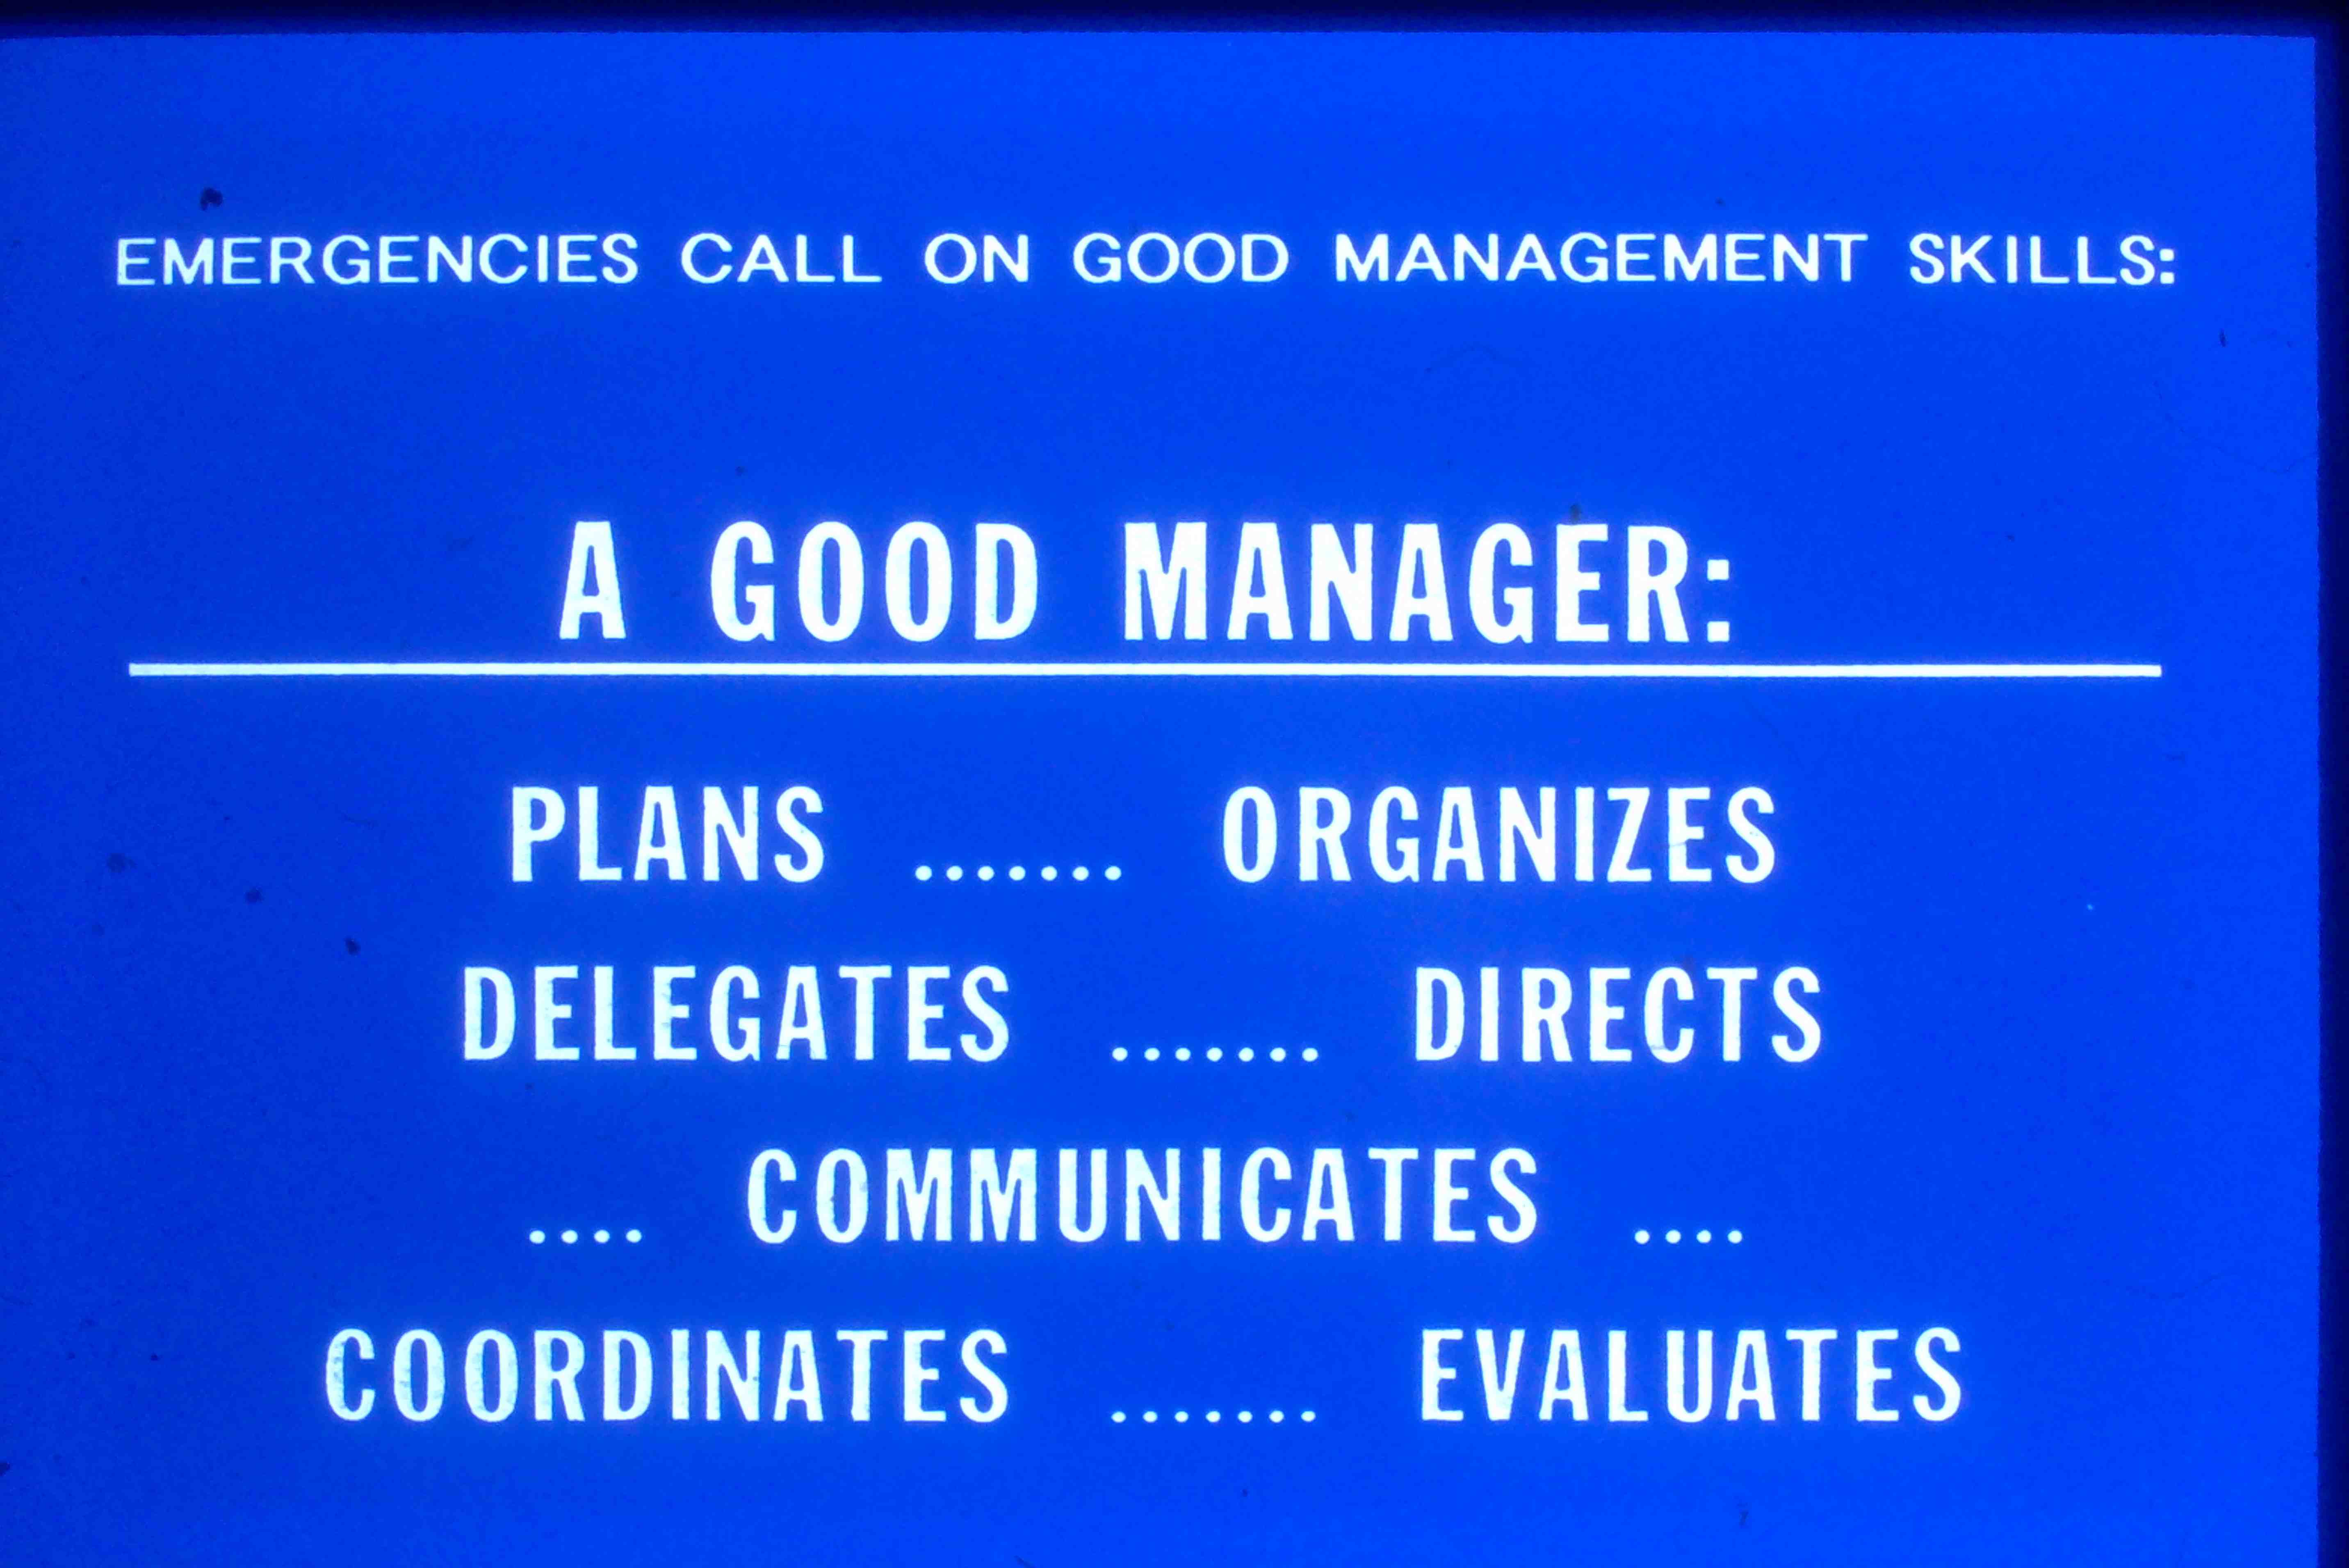 EMERGENCIES CALL ON GOOD MANAGEMENT SKILLS:
A GOOD MANAGER:
PLANS ....... ORGANIZES
DELEGATES ....... DIRECTS
.... COMMUNICATES ....
COORDINATES ....... EVALUATES